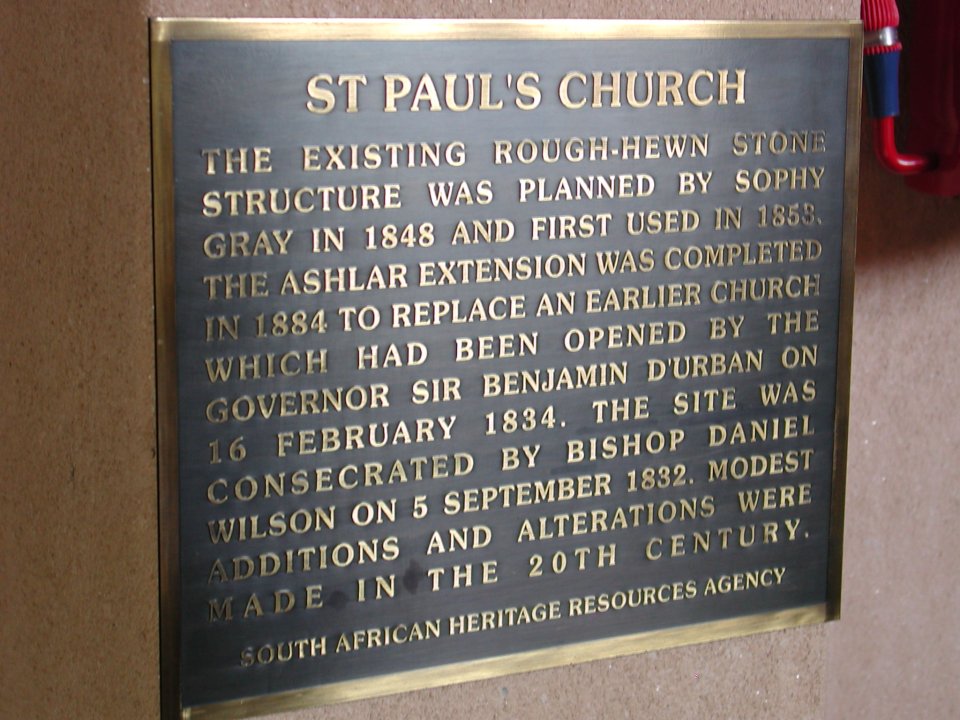 ST PAUL'S CHURCH
THE EXISTING ROUGH-HEWN STONE
STRUCTURE WAS PLANNED BY SOPHY
GRAY IN 1848 AND FIRST USED IN 1853.
THE ASHLAR EXTENSION WAS COMPLETED
IN 1884 TO REPLACE AN EARLIER CHURCH
WHICH HAD BEEN OPENED BY THE
GOVERNOR SIR BENJAMIN D'URBAN ON
16 FEBRUARY 1834. THE SITE WAS
CONSECRATED BY BISHOP DANIEL
WILSON ON 5 SEPTEMBER 1832. MODEST
ADDITIONS AND ALTERATIONS WERE
MADE IN THE 20TH CENTURY.
SOUTH AFRICAN HERITAGE RESOURCES AGENCY